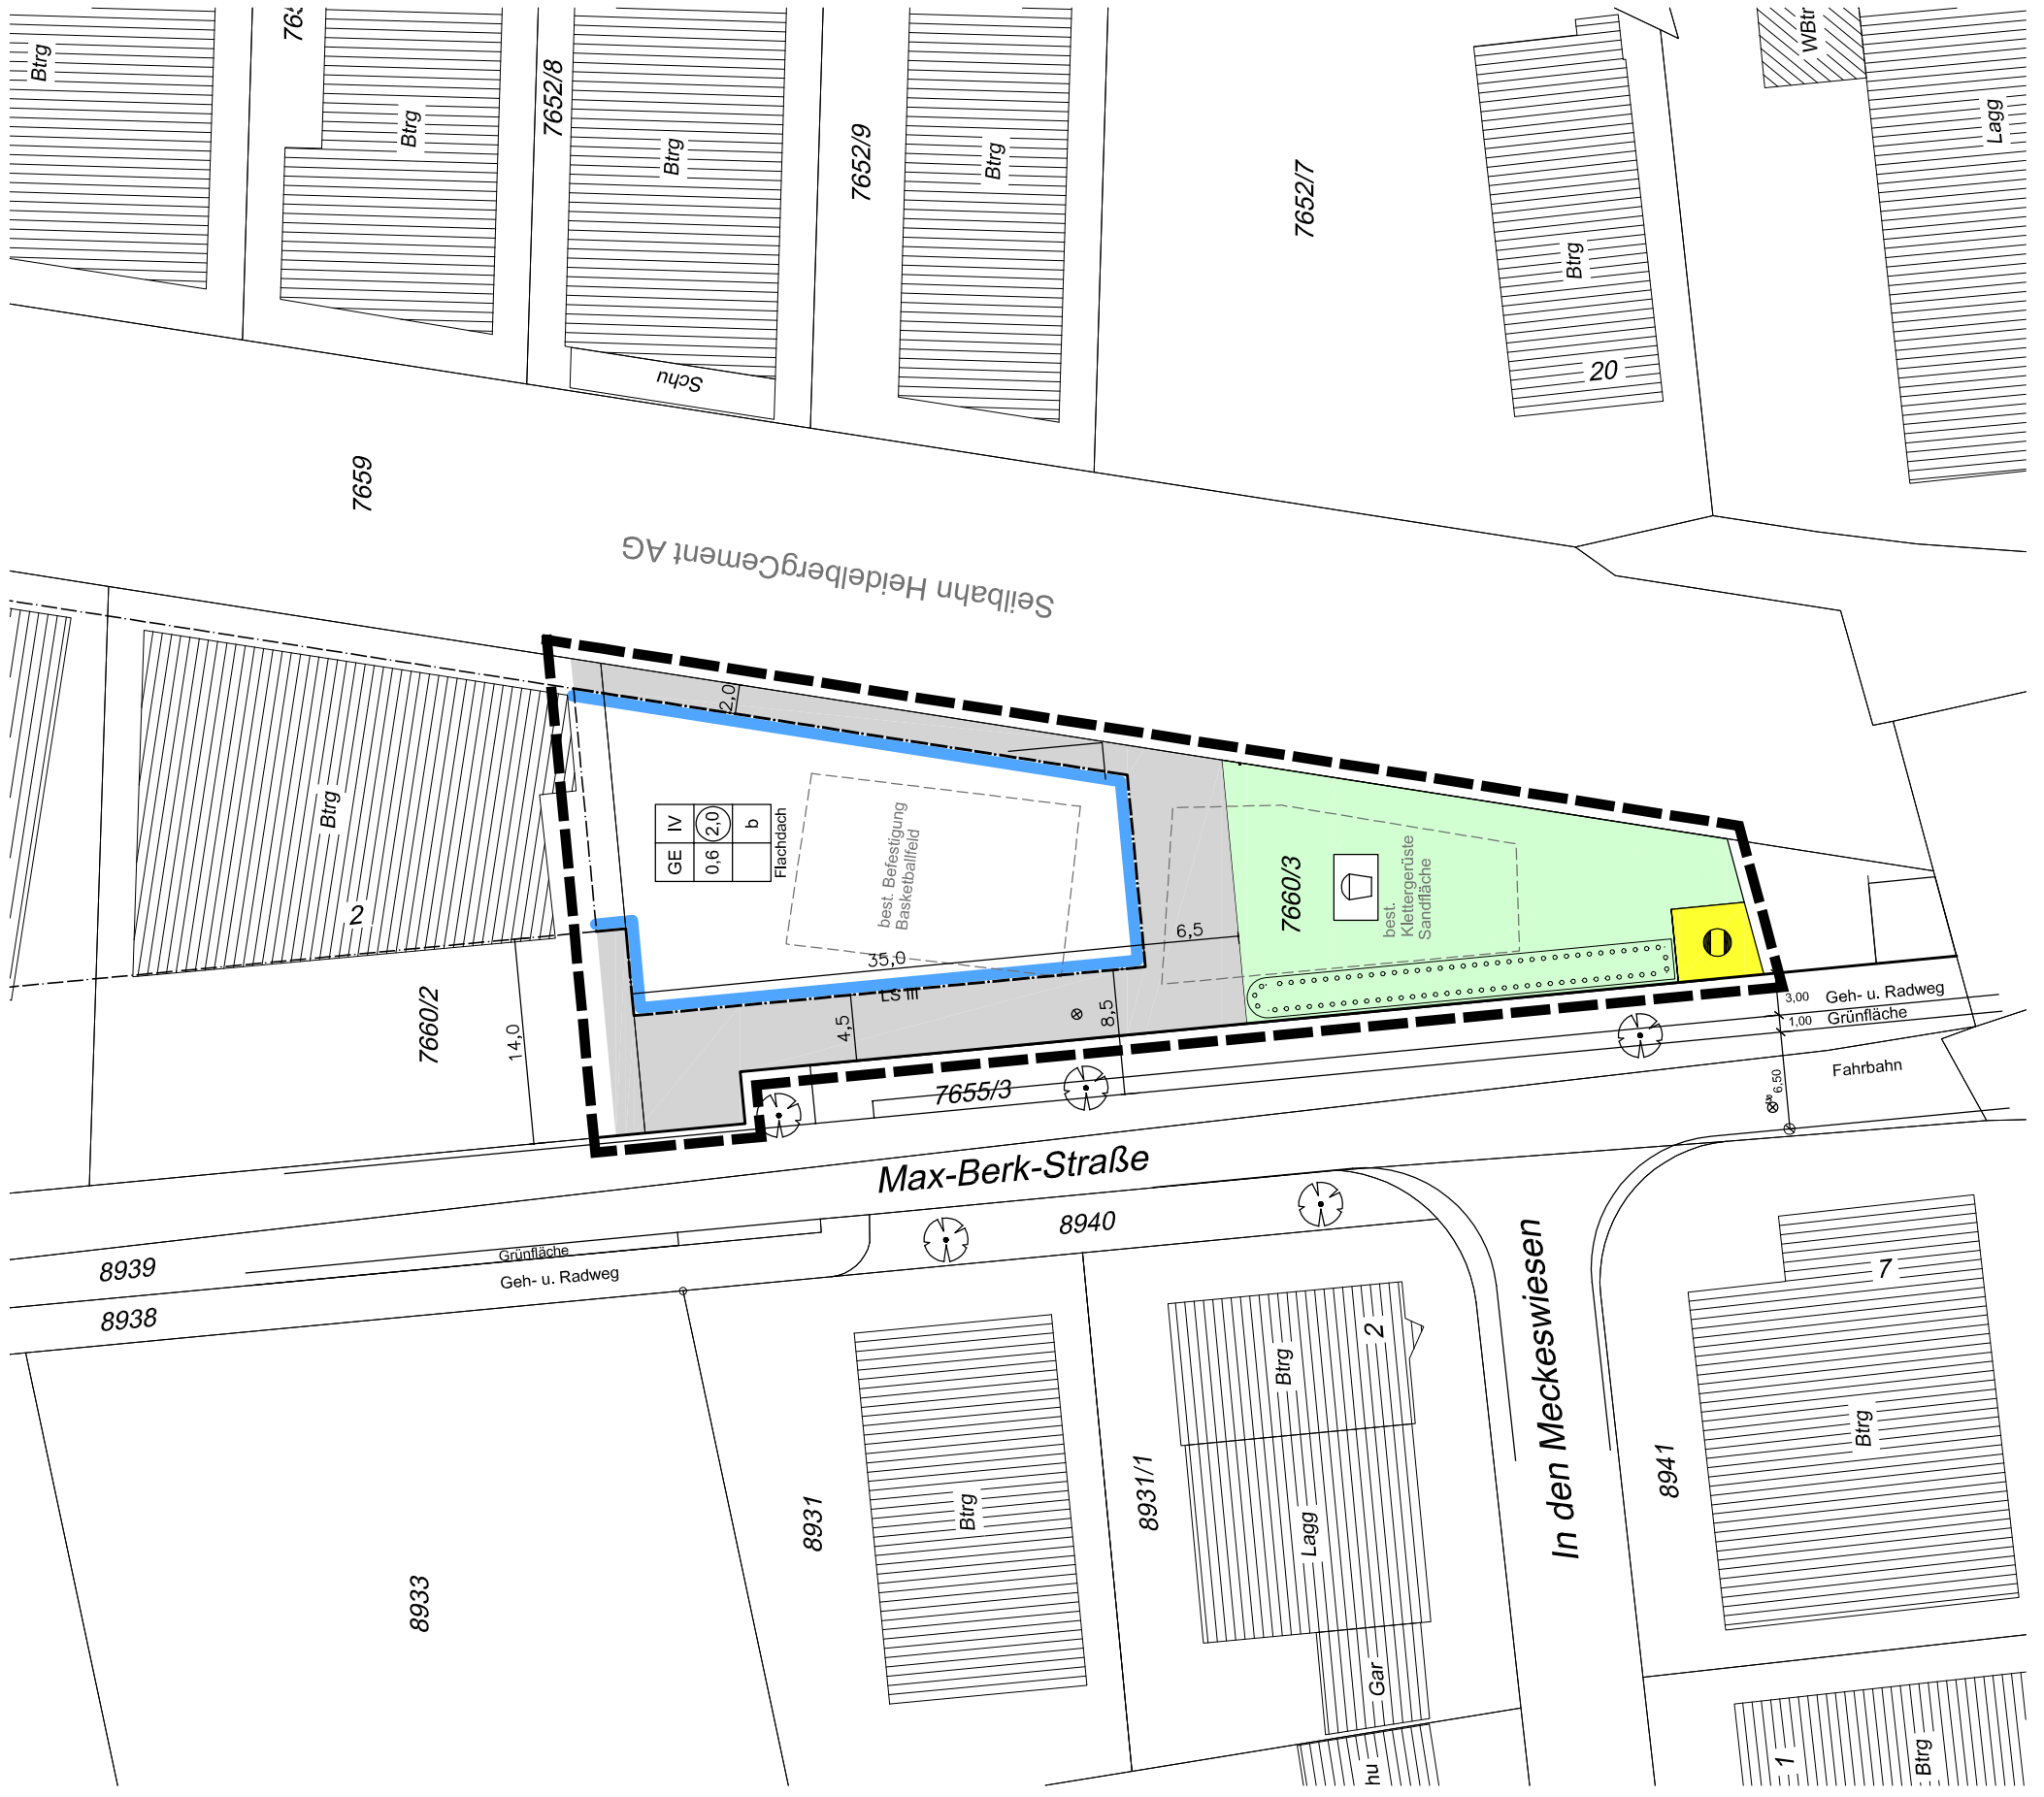 Btrg
Btrg
7652/8
Btrg
7652/9
Btrg
7652/7
Btrg
20
WBtr
Lagg
Schu
7659
Seilbahn HeidelbergCement AG
2,0
Btrg
2
GE IV
0,6 2,0
b
Flachdach
best. Befestigung
Basketballfeld
7660/3
best.
Klettergerüste
Sandfläche
6,5
35,0
LS III
4,5
8,5
7660/2
14,0
7655/3
3,00 Geh- u. Radweg
1,00 Grünfläche
6,50
Fahrbahn
Max-Berk-Straße
8940
8939
Grünfläche
Geh- u. Radweg
8938
In den Meckeswiesen
7
Btrg
8941
2
Btrg
Lagg
Gar
hu
8931/1
Btrg
8931
8933
1
Btrg